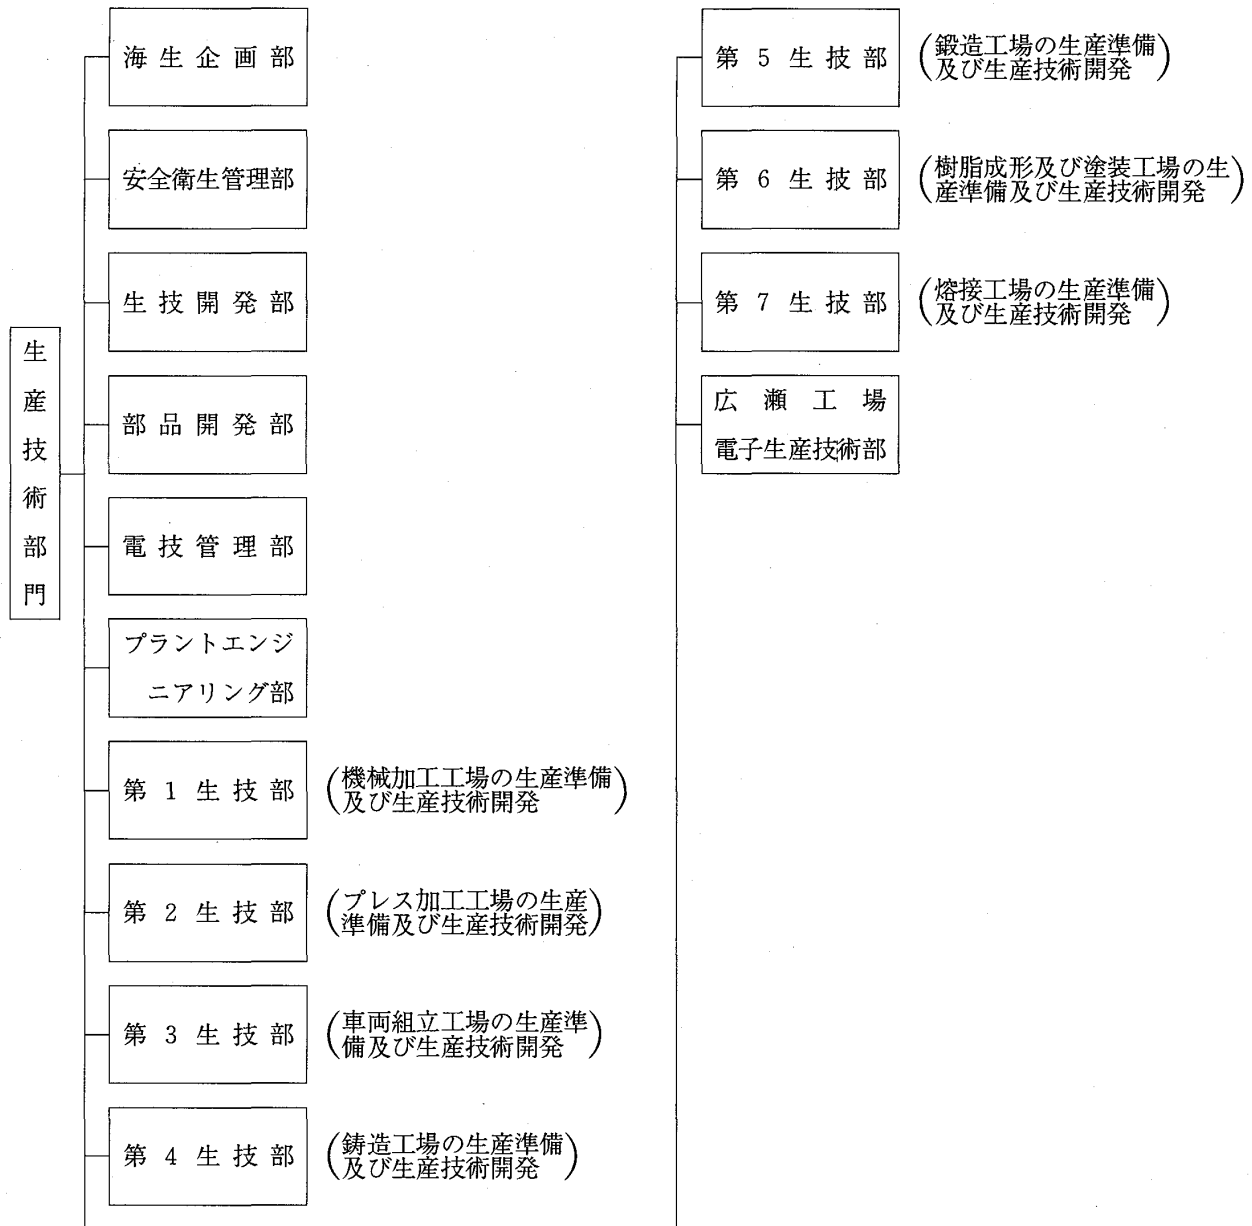 生産技術部門
海生企画部
安全衛生管理部
生技開発部
部品開発部
電技管理部
プラントエンジ
ニアリング部
第1生技部
(機械加工工場の生産準備
及び生産技術開発)
第2生技部
(プレス加工工場の生産
準備及び生産技術開発)
第3生技部
(車両組立工場の生産準
備及び生産技術開発)
第4生技部
(鋳造工場の生産準備
及び生産技術開発)
第5生技部
(鍛造工場の生産準備
及び生産技術開発)
第6生技部
(樹脂成形及び塗装工場の生
産準備及び生産技術開発)
第7生技部
(熔接工場の生産準備
及び生産技術開発)
広瀬工場
電子生産技術部